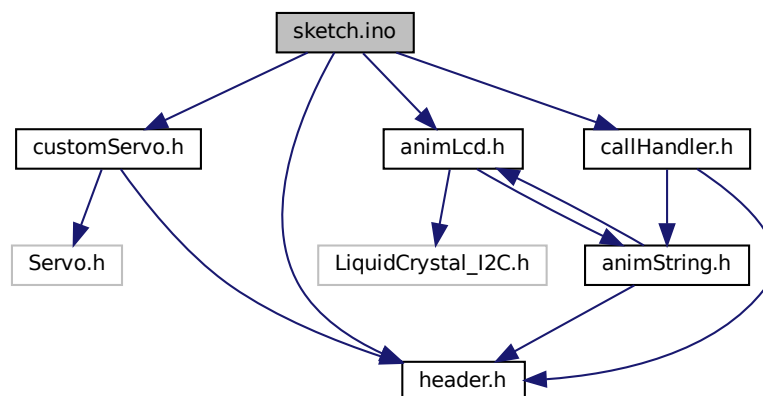 sketch.ino
customServo.h
animLcd.h
callHandler.h
Servo.h
LiquidCrystal_I2C.h
animString.h
header.h